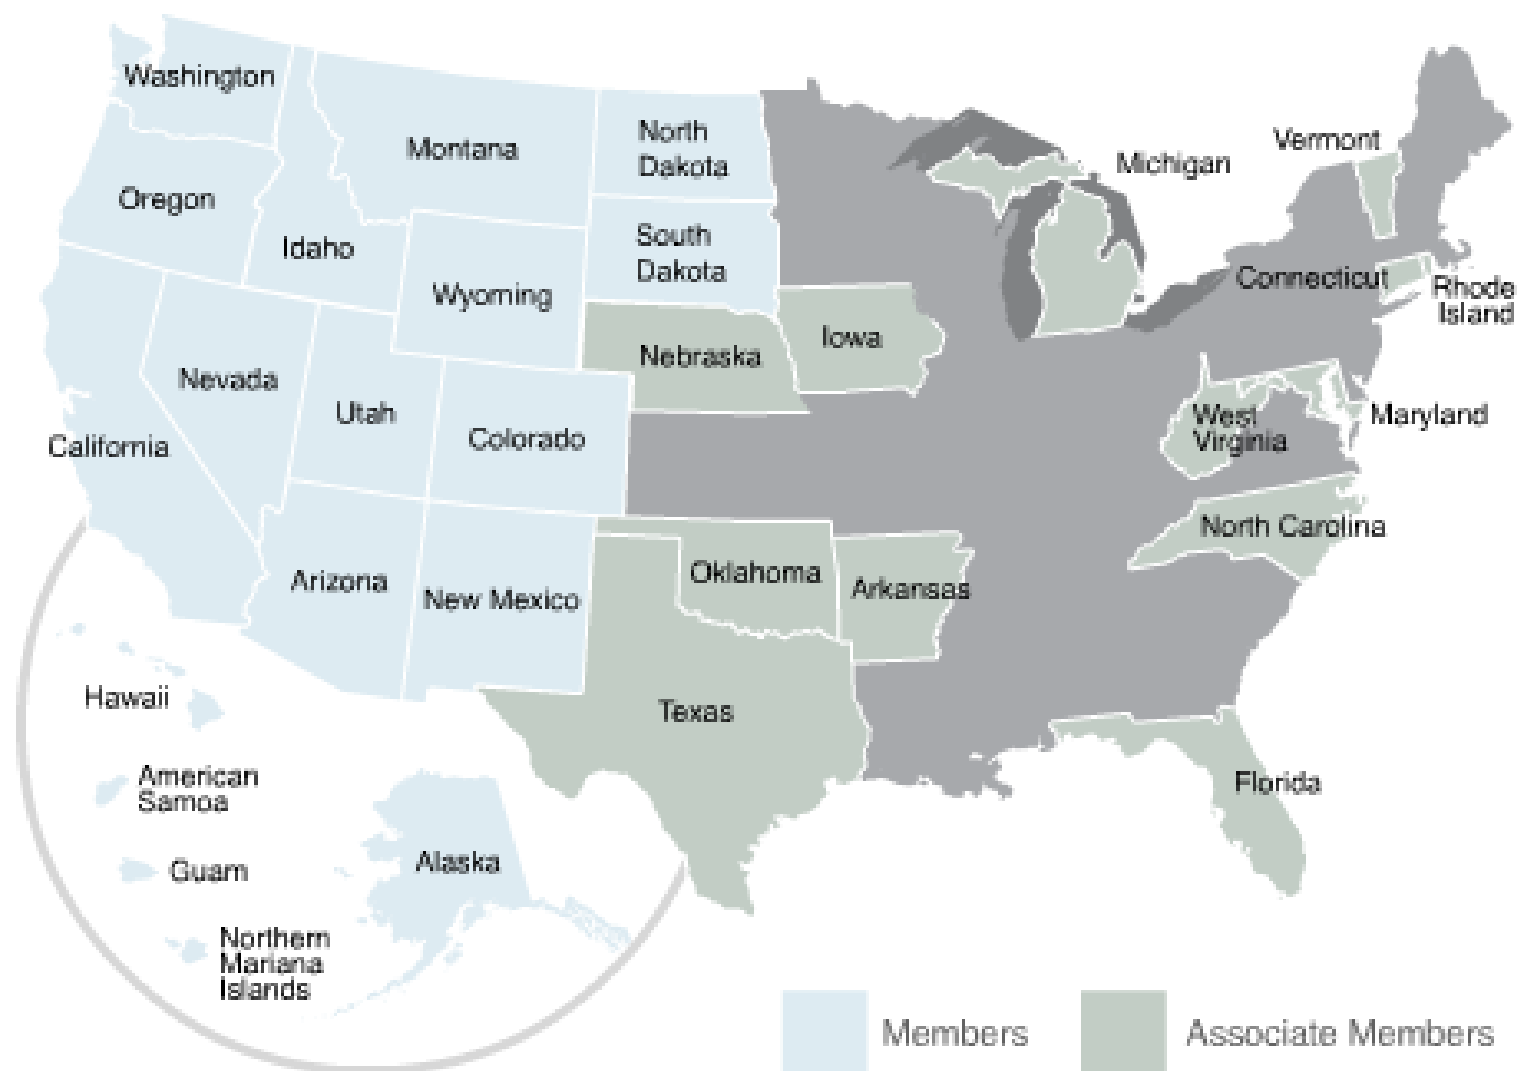 Washington
Montana
North
Dakota
Vermont
Michigan
Oregon
Idaho
South
Dakota
Wyoming
Connecticut
Rhode
Island
Nebraska
Iowa
Nevada
Utah
Colorado
California
West
Virginia
Maryland
Arizona
New Mexico
Oklahoma
Arkansas
North Carolina
Hawaii
Texas
American
Samoa
Florida
Guam
Alaska
Northern
Mariana
Islands
Members
Associate Members